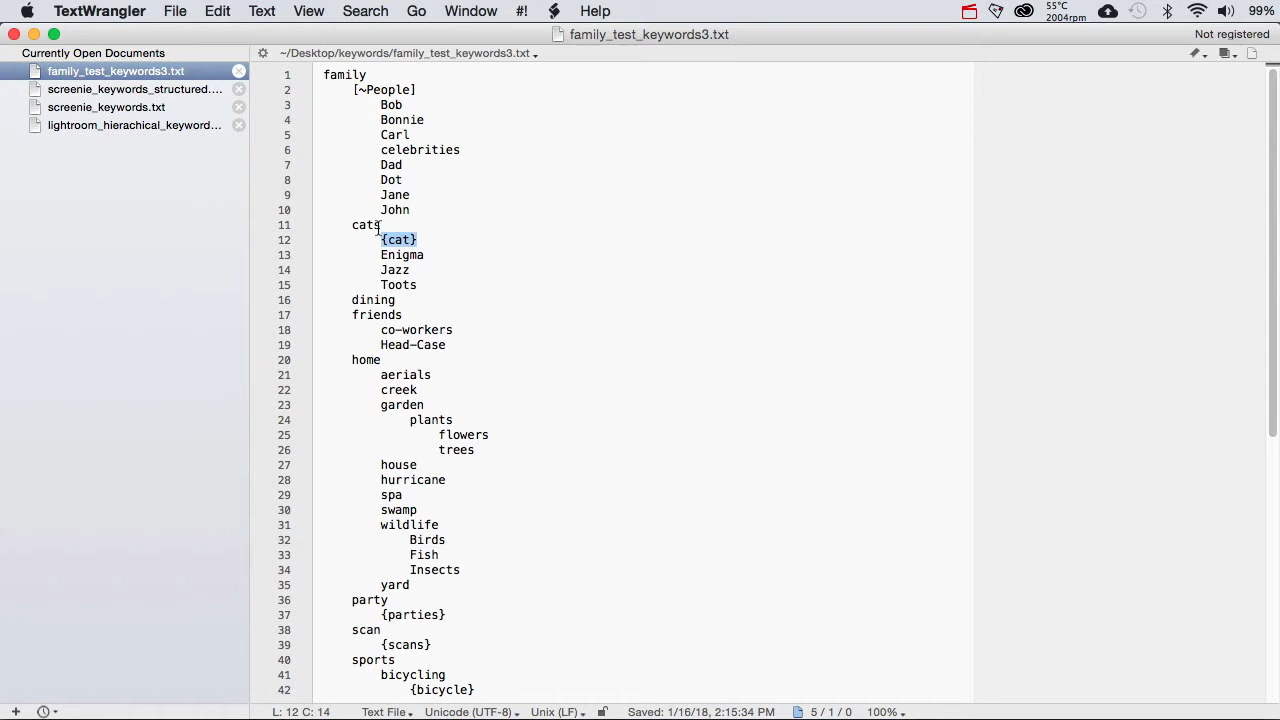 TextWrangler File Edit Text View Search Go Window #! Help 55°C 2004rpm 99%
family_test_keywords3.txt Not registered
Currently Open Documents ~/Desktop/keywords/family_test_keywords3.txt
family_test_keywords3.txt
screenie_keywords_structured....
screenie_keywords.txt
lightroom_hierachical_keyword...
1 family
2 [~People]
3 Bob
4 Bonnie
5 Carl
6 celebrities
7 Dad
8 Dot
9 Jane
10 John
11 cats
12 {cat}
13 Enigma
14 Jazz
15 Toots
16 dining
17 friends
18 co-workers
19 Head-Case
20 home
21 aerials
22 creek
23 garden
24 plants
25 flowers
26 trees
27 house
28 hurricane
29 spa
30 swamp
31 wildlife
32 Birds
33 Fish
34 Insects
35 yard
36 party
37 {parties}
38 scan
39 {scans}
40 sports
41 bicycling
42 {bicycle}
L: 12 C: 14 Text File Unicode (UTF-8) Unix (LF) Saved: 1/16/18, 2:15:34 PM 5 / 1 / 0 100%